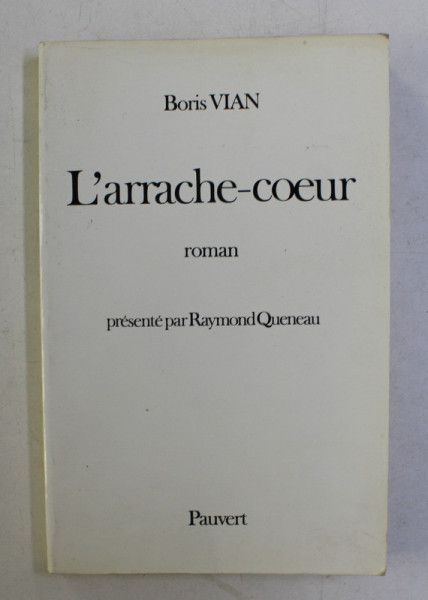 Boris VIAN
L'arrache-coeur
roman
présenté par Raymond Queneau
Pauvert